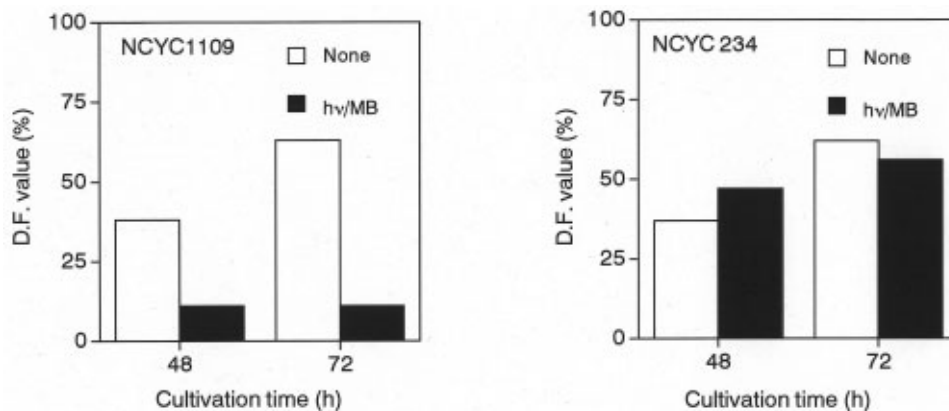 NCYC1109
None
hν/MB
D.F. value (%)
100
75
50
25
0
48
72
Cultivation time (h)
NCYC 234
None
hν/MB
D.F. value (%)
100
75
50
25
0
48
72
Cultivation time (h)